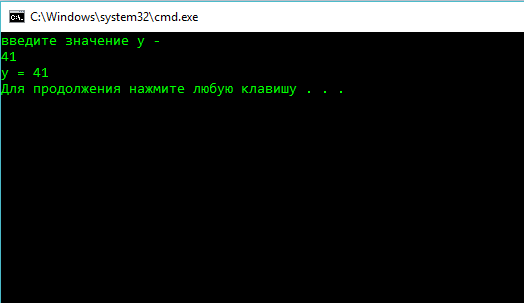 C:\Windows\system32\cmd.exe
введите значение y -
41
y = 41
Для продолжения нажмите любую клавишу . . .